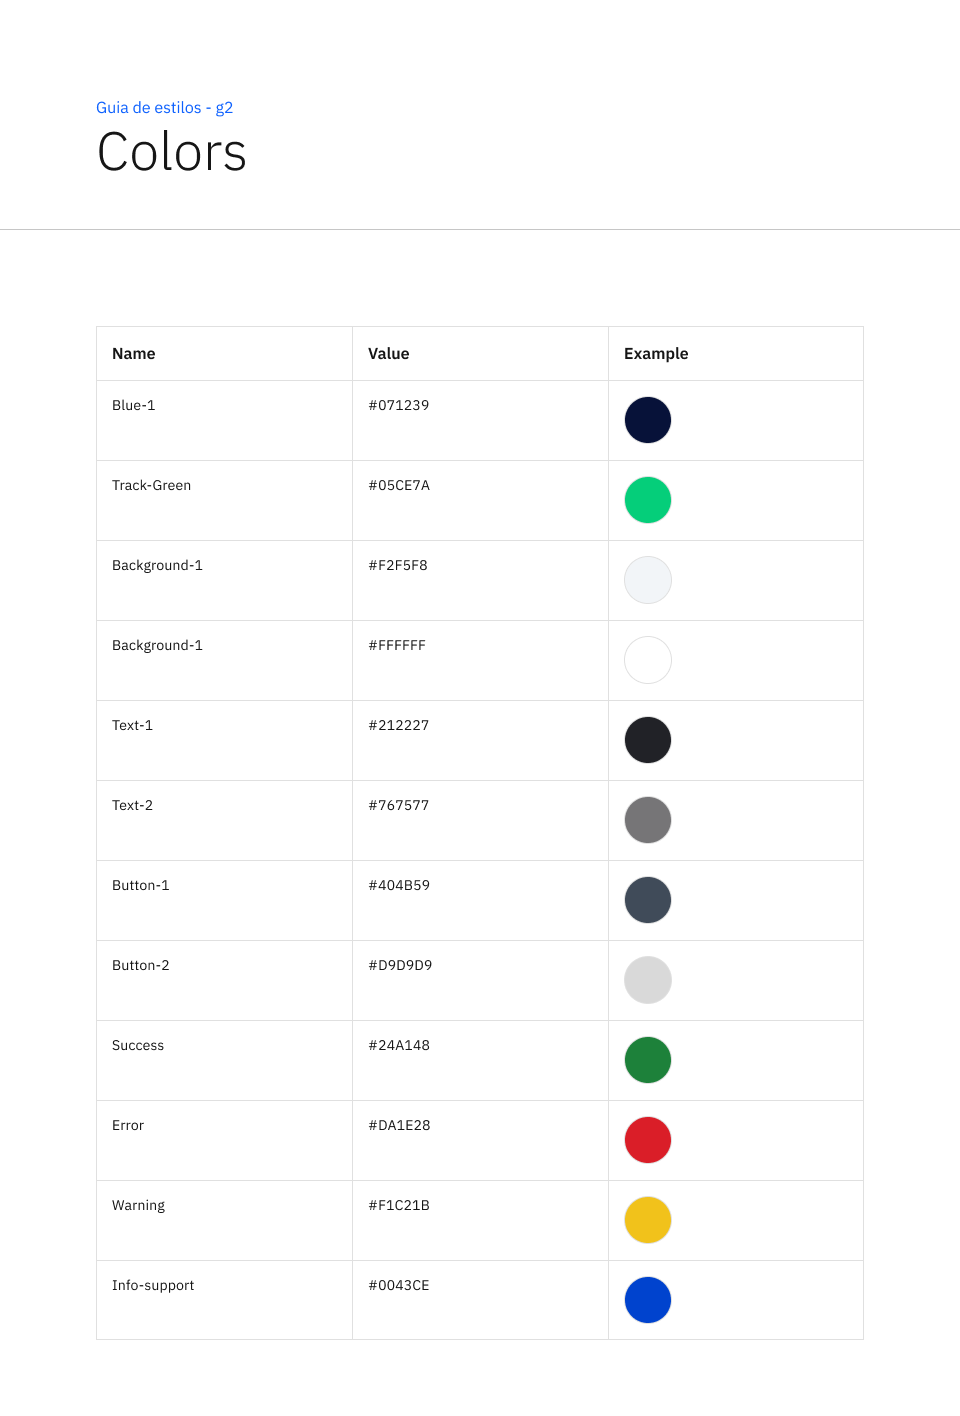 Guia de estilos - g2
Colors
Name Value Example
Blue-1 #071239
Track-Green #05CE7A
Background-1 #F2F5F8
Background-1 #FFFFFF
Text-1 #212227
Text-2 #767577
Button-1 #404B59
Button-2 #D9D9D9
Success #24A148
Error #DA1E28
Warning #F1C21B
Info-support #0043CE